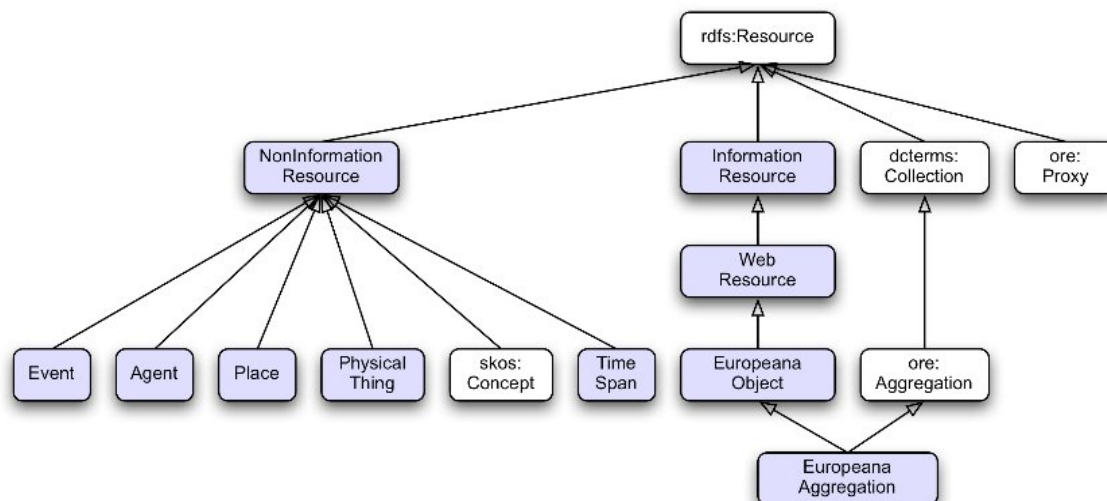 rdfs:Resource
NonInformation
Resource
Information
Resource
dcterms:
Collection
ore:
Proxy
Web
Resource
Event
Agent
Place
Physical
Thing
skos:
Concept
Time
Span
Europeana
Object
ore:
Aggregation
Europeana
Aggregation